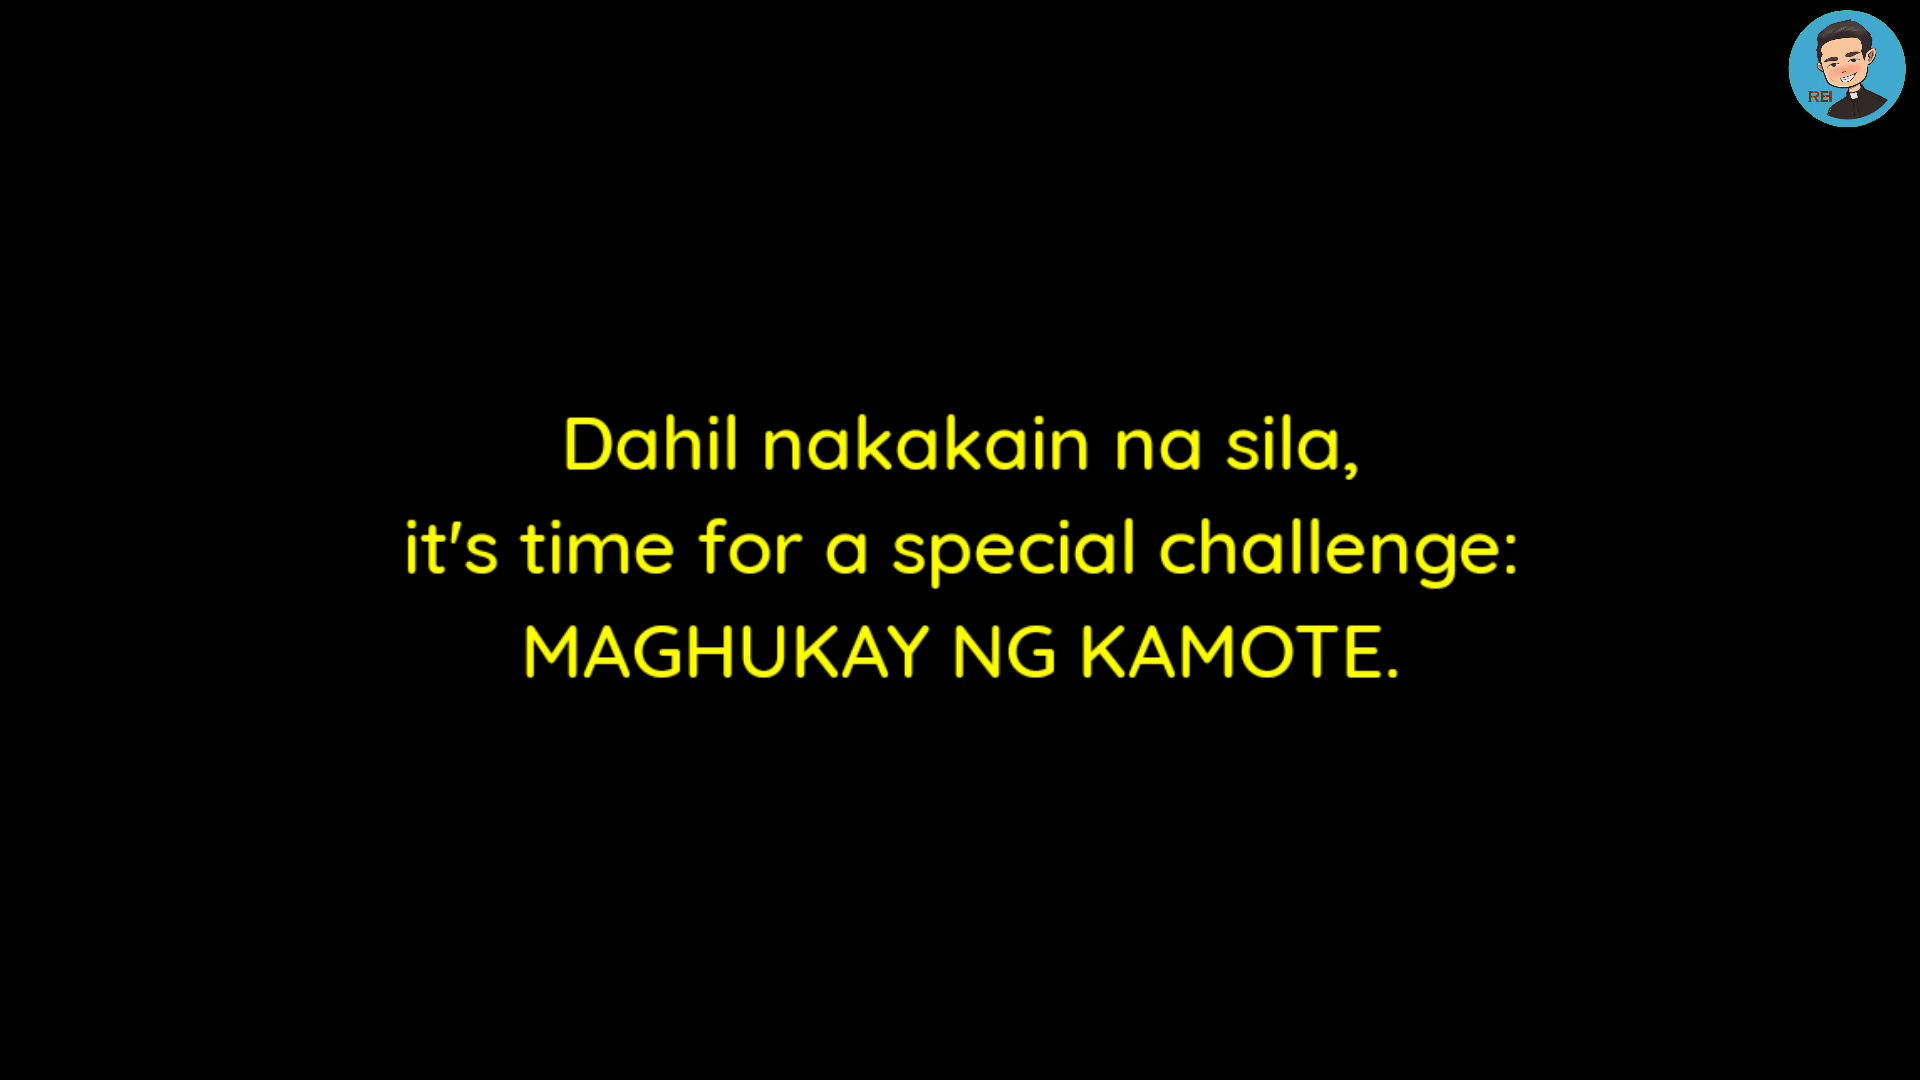 REI
Dahil nakakain na sila,
it's time for a special challenge:
MAGHUKAY NG KAMOTE.